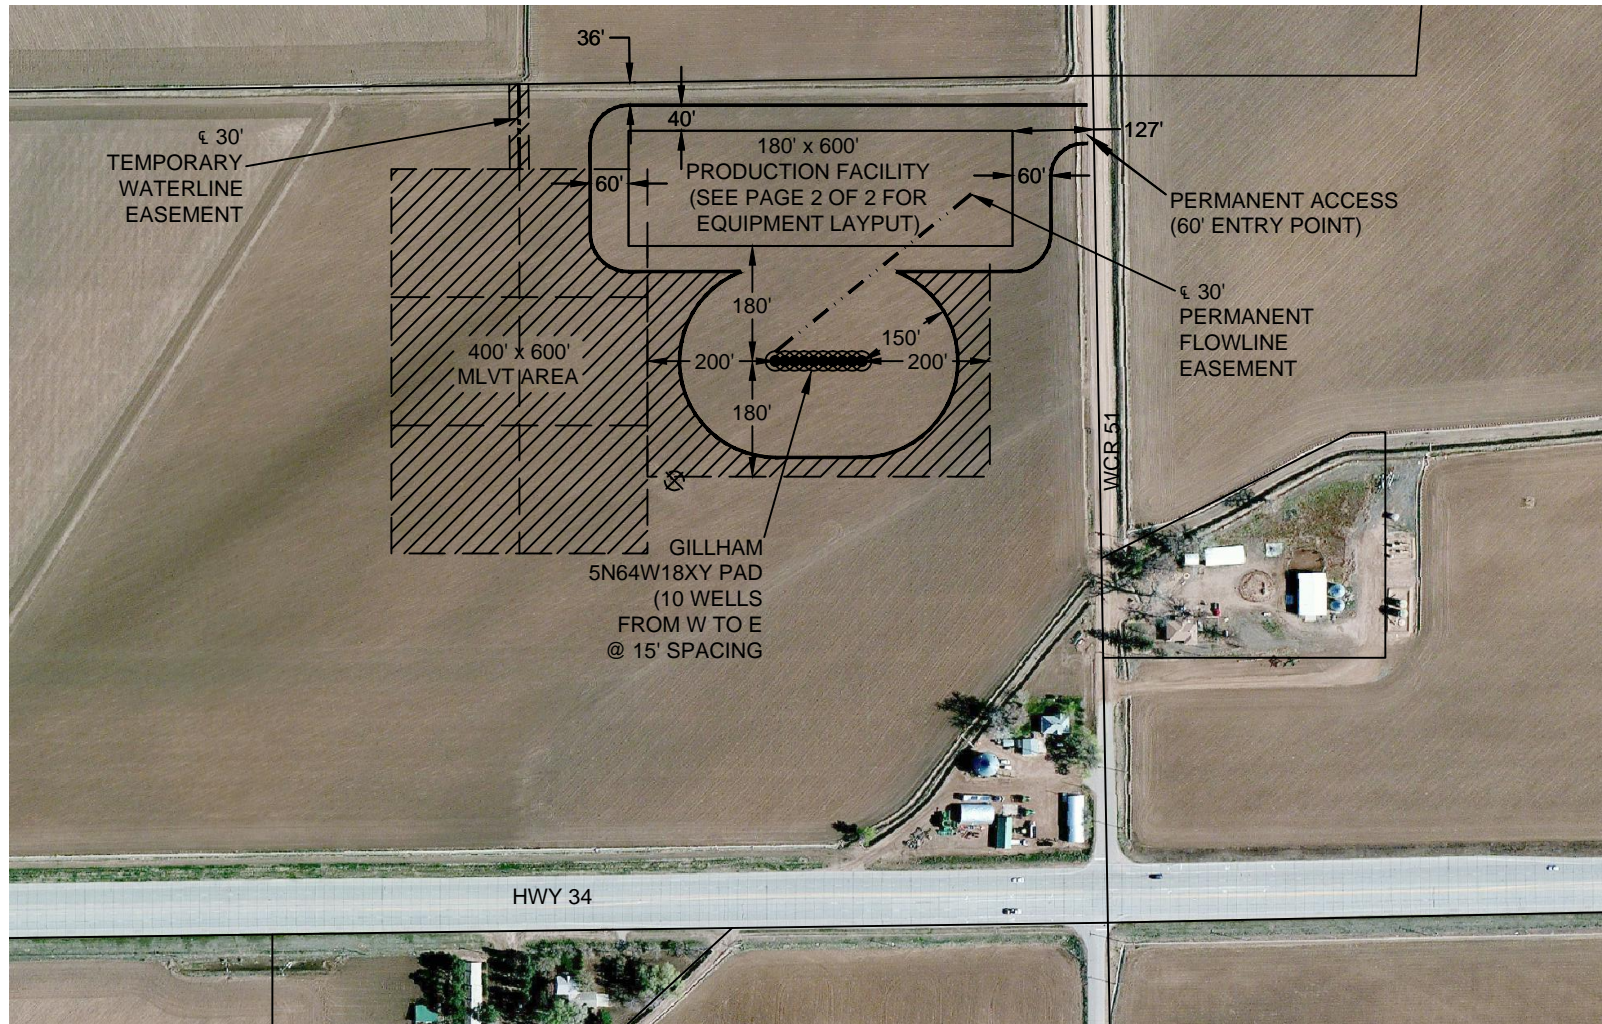 36'
℄ 30'
TEMPORARY
WATERLINE
EASEMENT
40'
127'
180' x 600'
PRODUCTION FACILITY
(SEE PAGE 2 OF 2 FOR
EQUIPMENT LAYPUT)
60'
60'
PERMANENT ACCESS
(60' ENTRY POINT)
℄ 30'
PERMANENT
FLOWLINE
EASEMENT
180'
150'
200'
200'
180'
400' x 600'
MLVT AREA
WCR 51
GILLHAM
5N64W18XY PAD
(10 WELLS
FROM W TO E
@ 15' SPACING
HWY 34